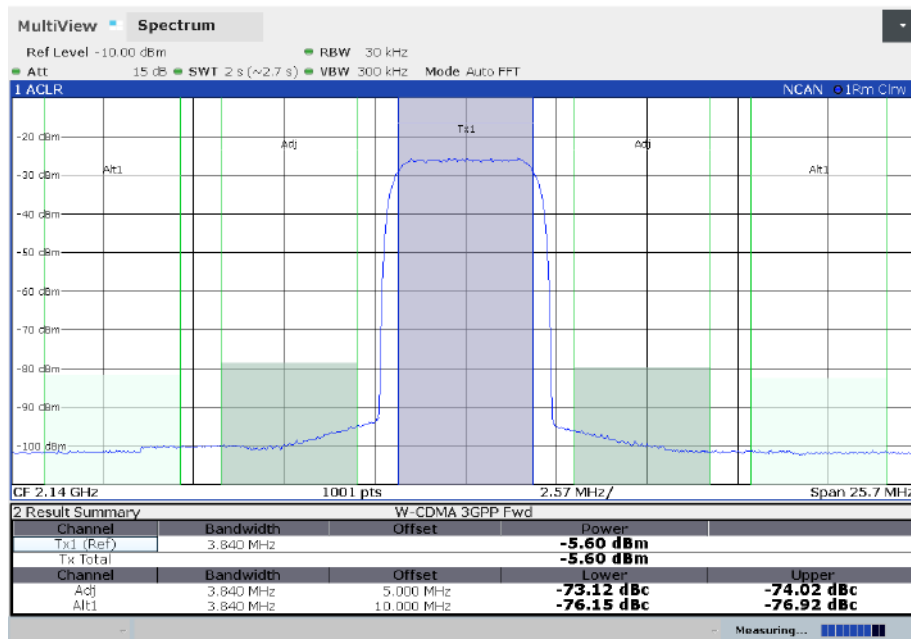 MultiView Spectrum
Ref Level -10.00 dBm RBW 30 kHz
Att 15 dB SWT 2 s (~2.7 s) VBW 300 kHz Mode Auto FFT
1 ACLR NCAN 1Rm Clrw
Tx1
-20 dBm
Adj Adj
Alt1 Alt1
-30 dBm
-40 dBm
-50 dBm
-60 dBm
-70 dBm
-80 dBm
-90 dBm
-100 dBm
CF 2.14 GHz 1001 pts 2.57 MHz/ Span 25.7 MHz
2 Result Summary W-CDMA 3GPP Fwd
Channel Bandwidth Offset Power
Tx1 (Ref) 3.840 MHz -5.60 dBm
Tx Total -5.60 dBm
Channel Bandwidth Offset Lower Upper
Adj 3.840 MHz 5.000 MHz -73.12 dBc -74.02 dBc
Alt1 3.840 MHz 10.000 MHz -76.15 dBc -76.92 dBc
Measuring...